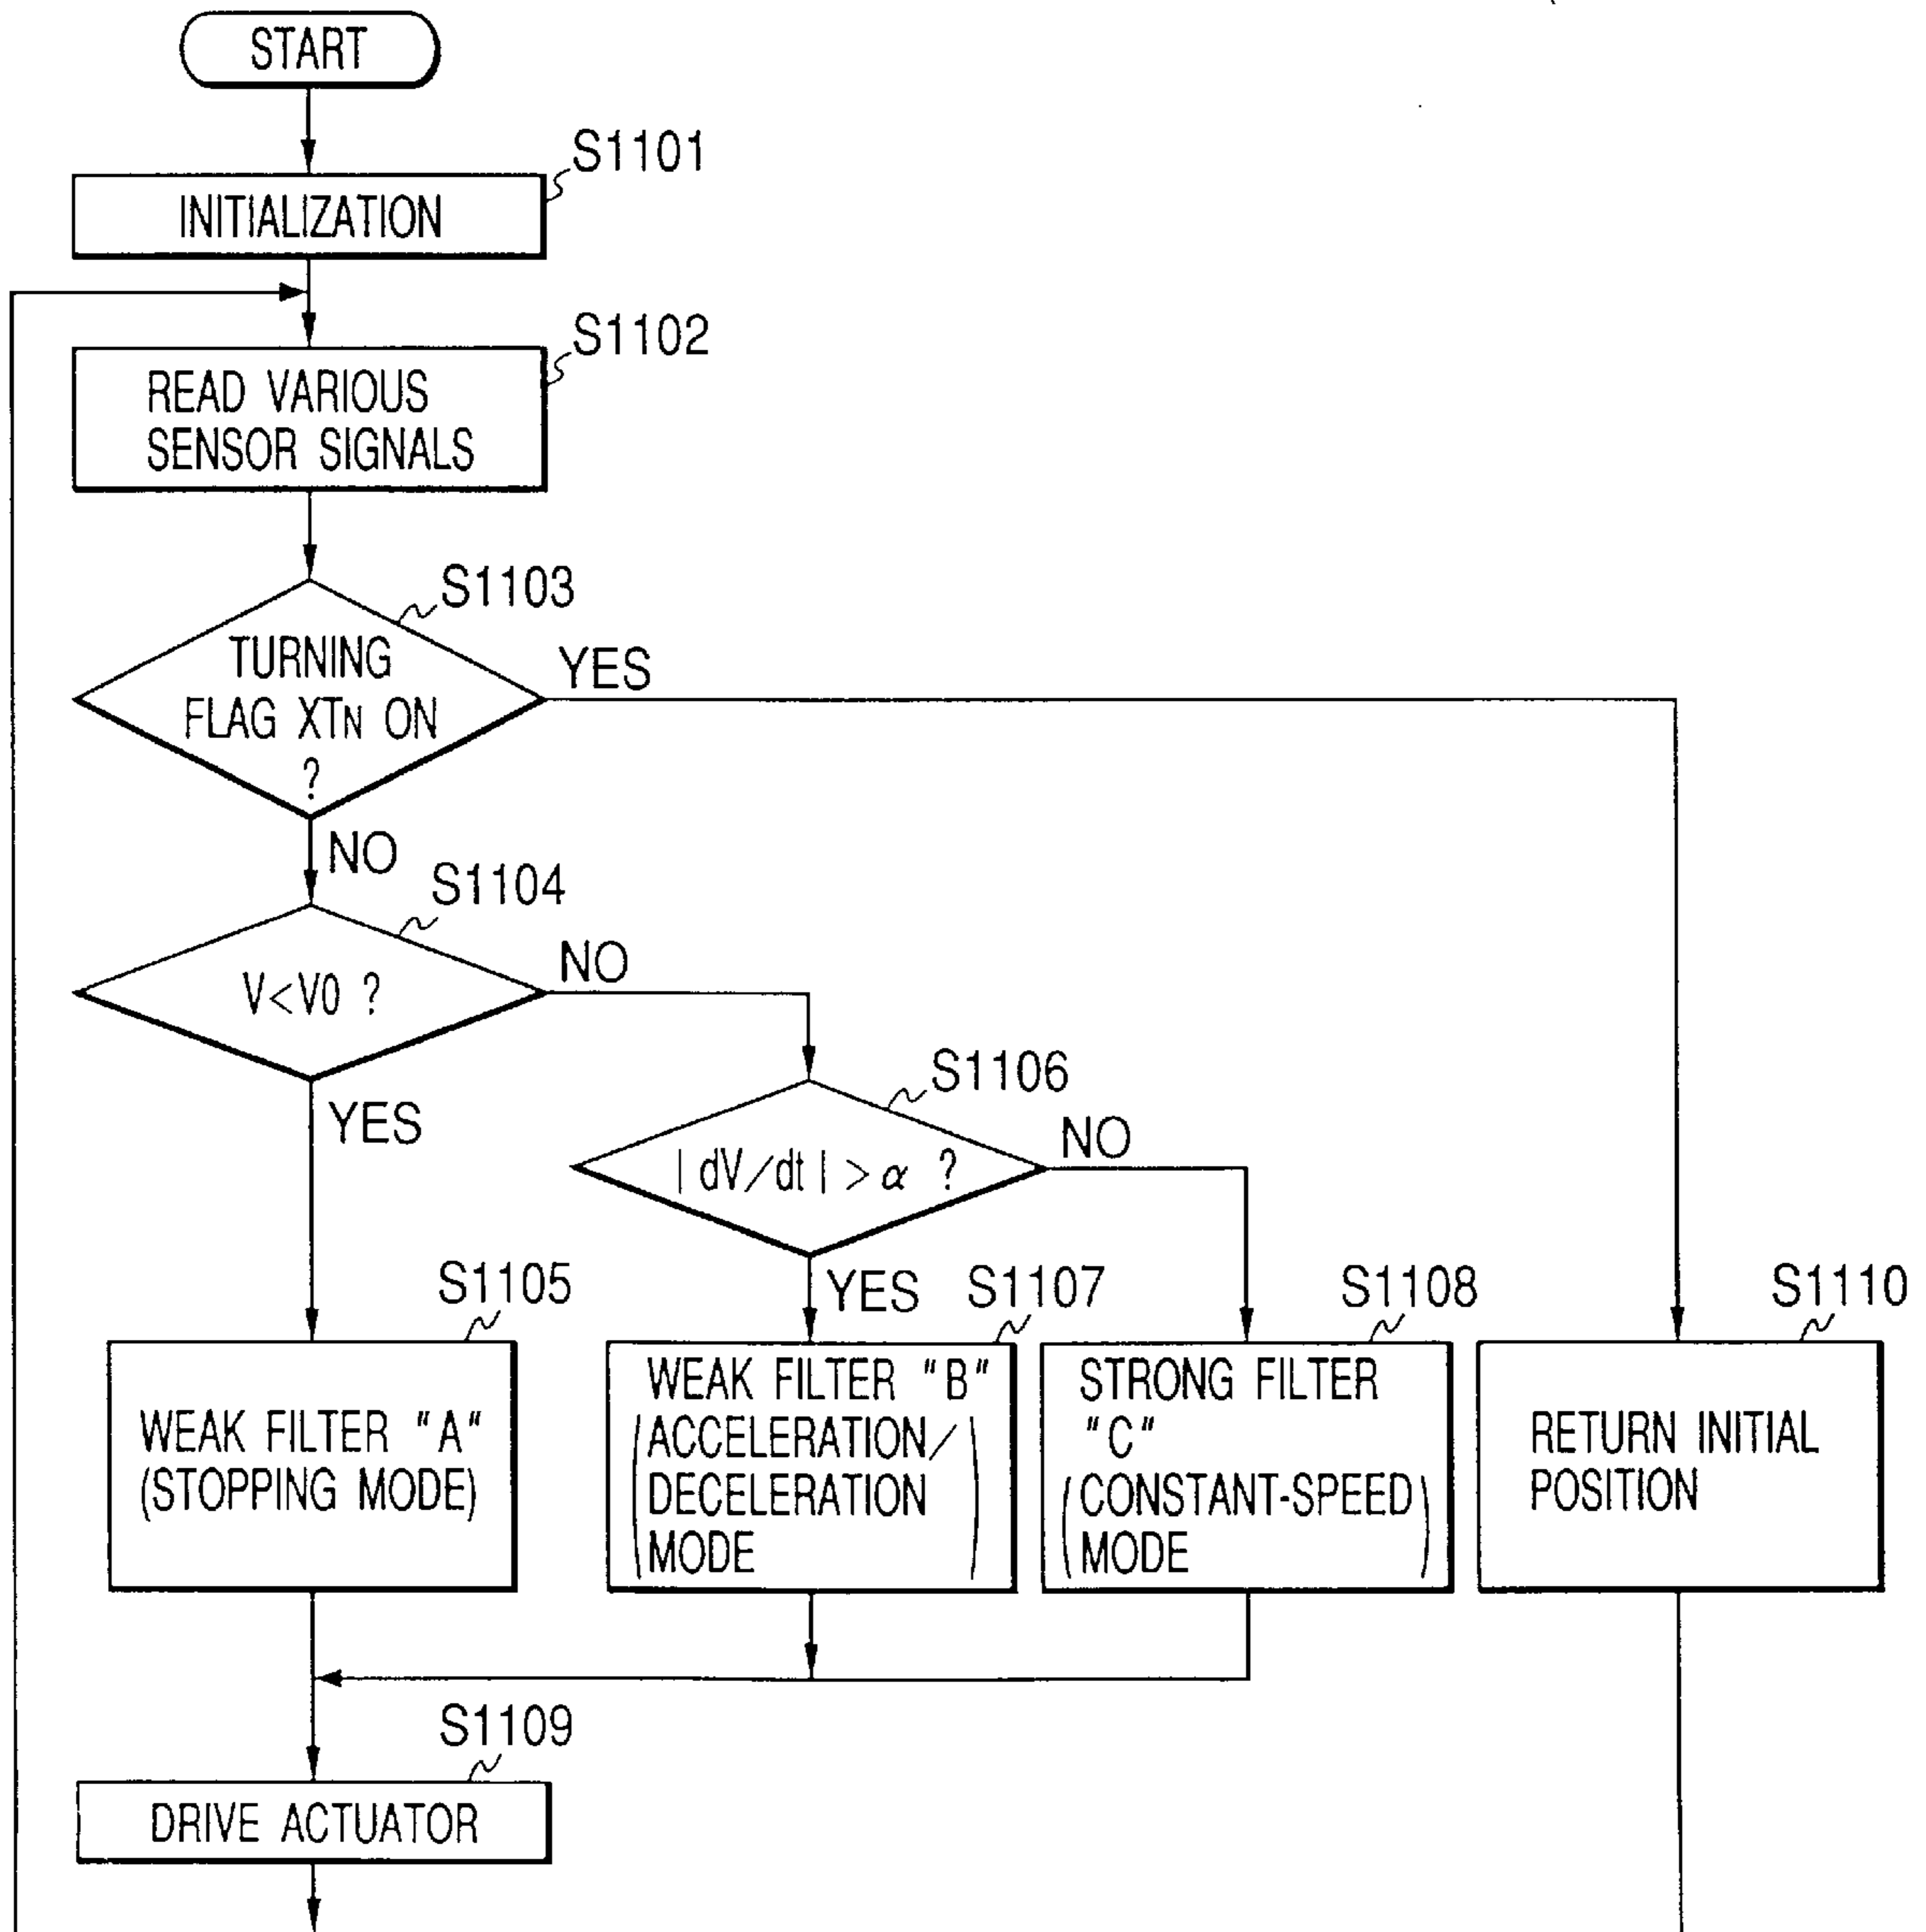 START
S1101
INITIALIZATION
S1102
READ VARIOUS
SENSOR SIGNALS
S1103
TURNING
FLAG XTN ON
?
YES
NO
S1104
V<V0 ?
NO
YES
S1106
| dV/dt | > α ?
NO
YES
S1105
WEAK FILTER "A"
(STOPPING MODE)
S1107
WEAK FILTER "B"
(ACCELERATION/
DECELERATION
MODE)
S1108
STRONG FILTER
"C"
(CONSTANT-SPEED
MODE)
S1110
RETURN INITIAL
POSITION
S1109
DRIVE ACTUATOR